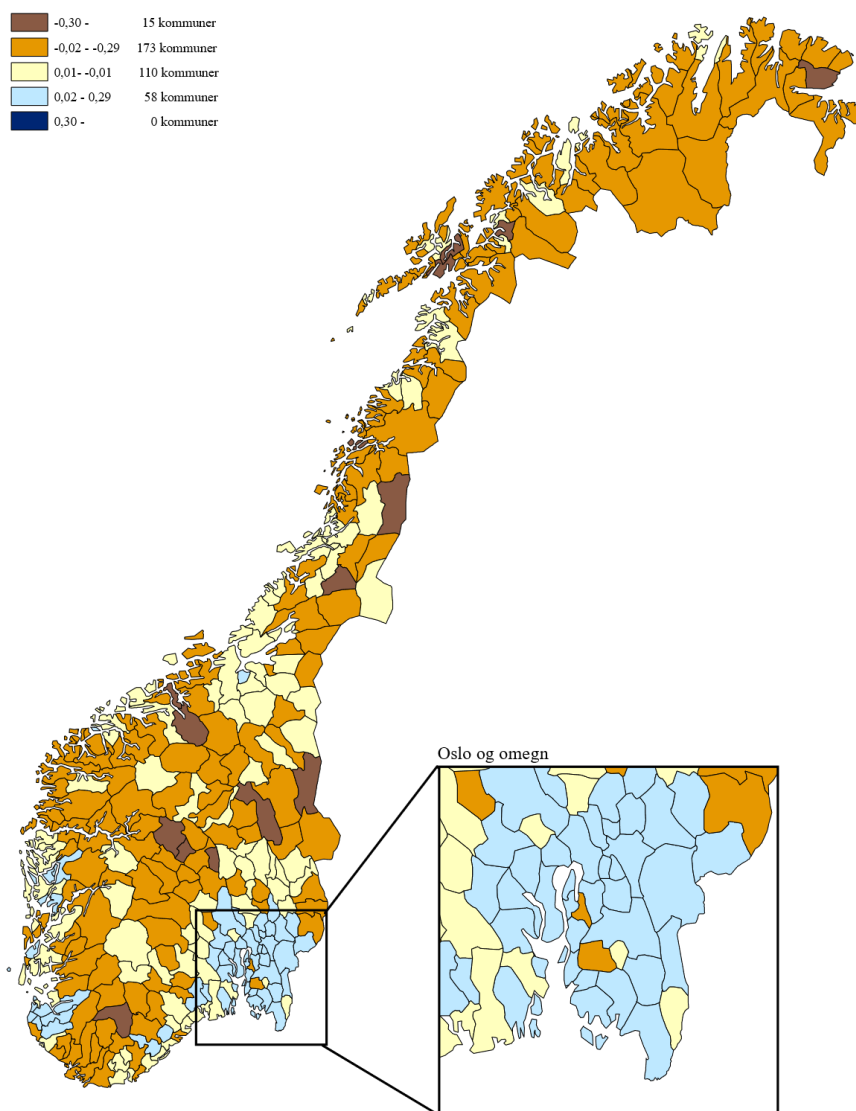 -0,30 - 15 kommuner
-0,02 - -0,29 173 kommuner
0,01- -0,01 110 kommuner
0,02 - 0,29 58 kommuner
0,30 - 0 kommuner
Oslo og omegn